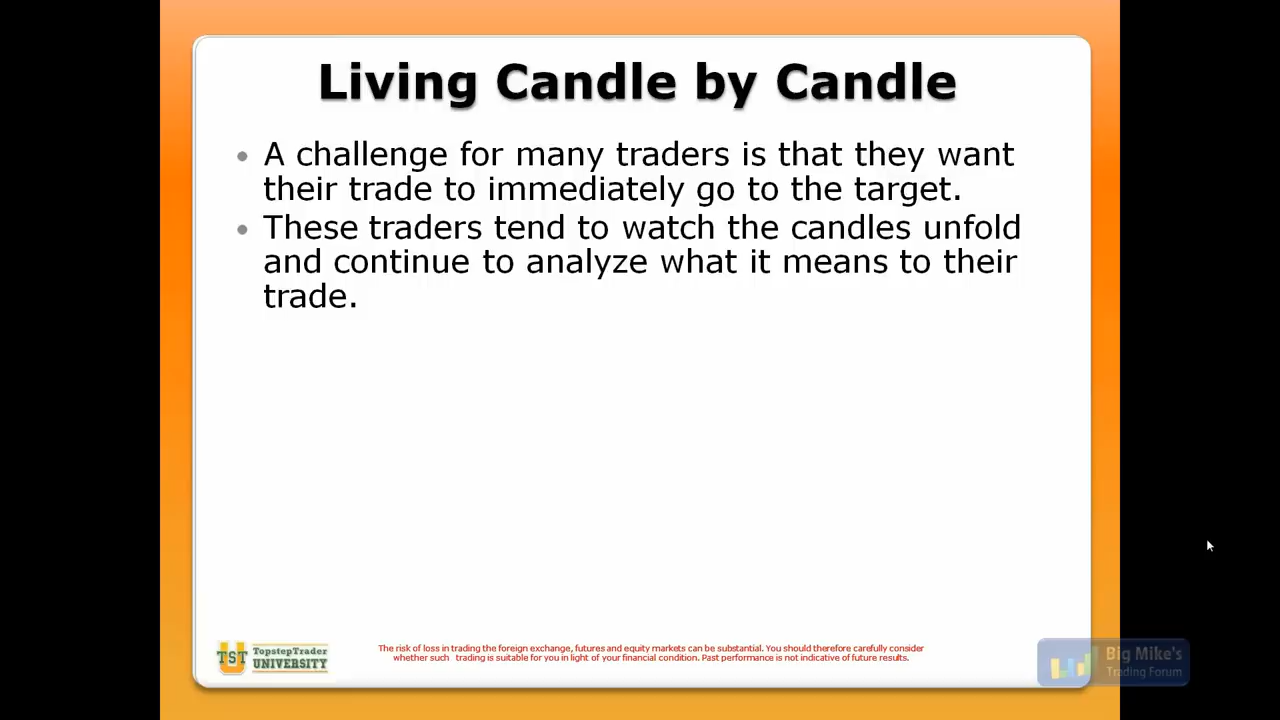 Living Candle by Candle
• A challenge for many traders is that they want
their trade to immediately go to the target.
• These traders tend to watch the candles unfold
and continue to analyze what it means to their
trade.
TST U TopstepTrader
UNIVERSITY
The risk of loss in trading the foreign exchange, futures and equity markets can be substantial. You should therefore carefully consider
whether such trading is suitable for you in light of your financial condition. Past performance is not indicative of future results.
Big Mike's
Trading Forum